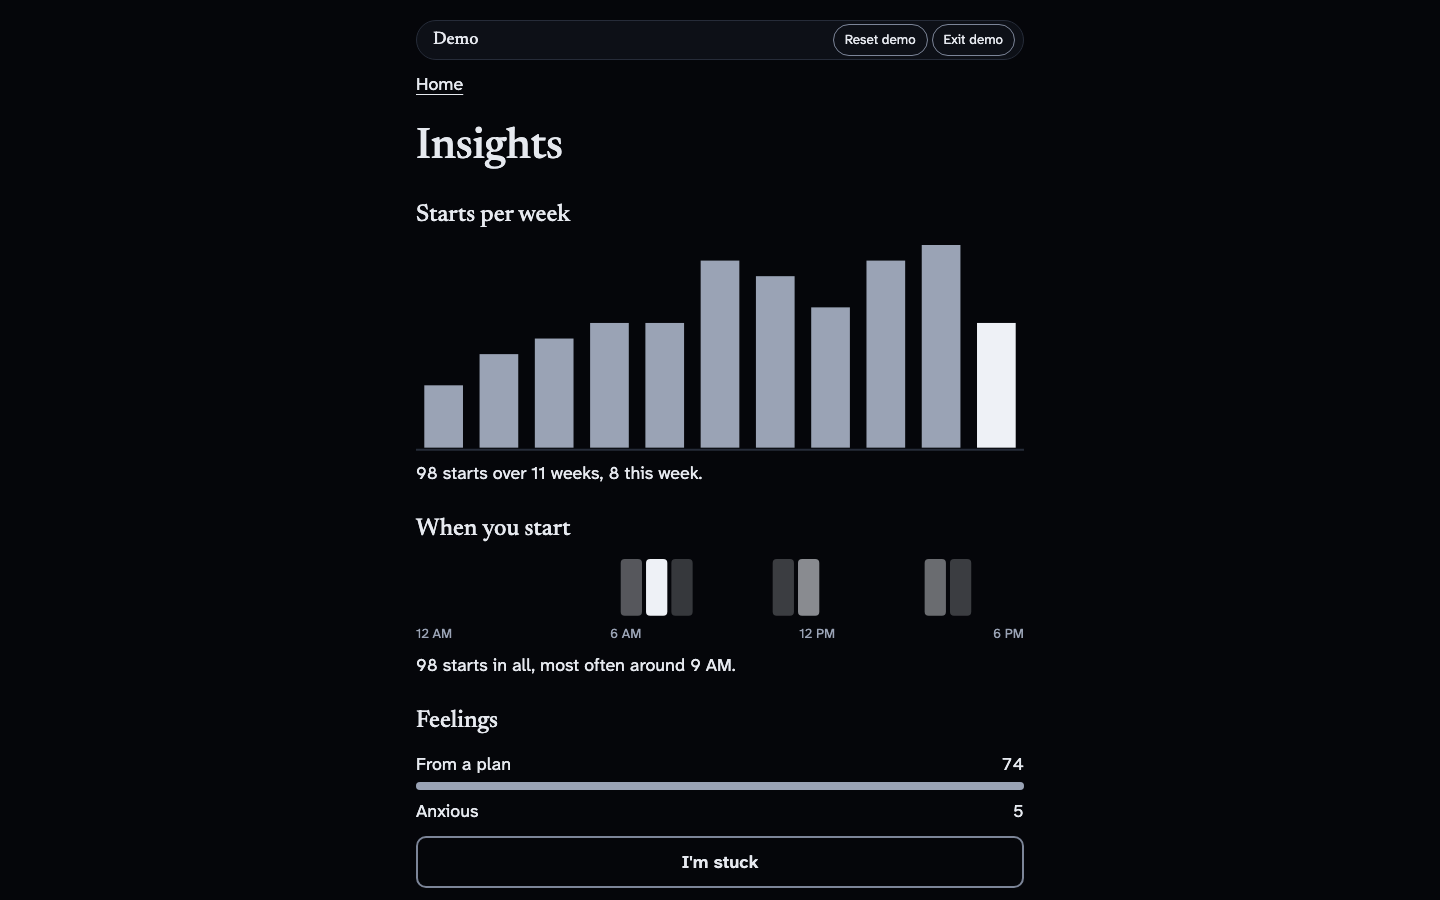 Demo
Reset demo
Exit demo
Home
Insights
Starts per week
98 starts over 11 weeks, 8 this week.
When you start
12 AM
6 AM
12 PM
6 PM
98 starts in all, most often around 9 AM.
Feelings
From a plan
74
Anxious
5
I'm stuck